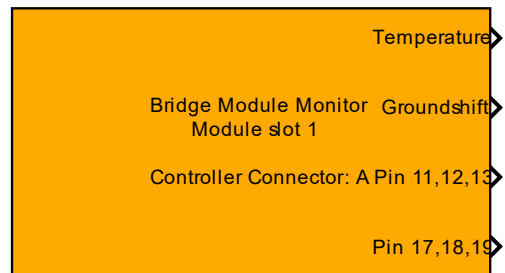 Temperature
Bridge Module Monitor Groundshift
Module slot 1
Controller Connector: A Pin 11,12,13
Pin 17,18,19